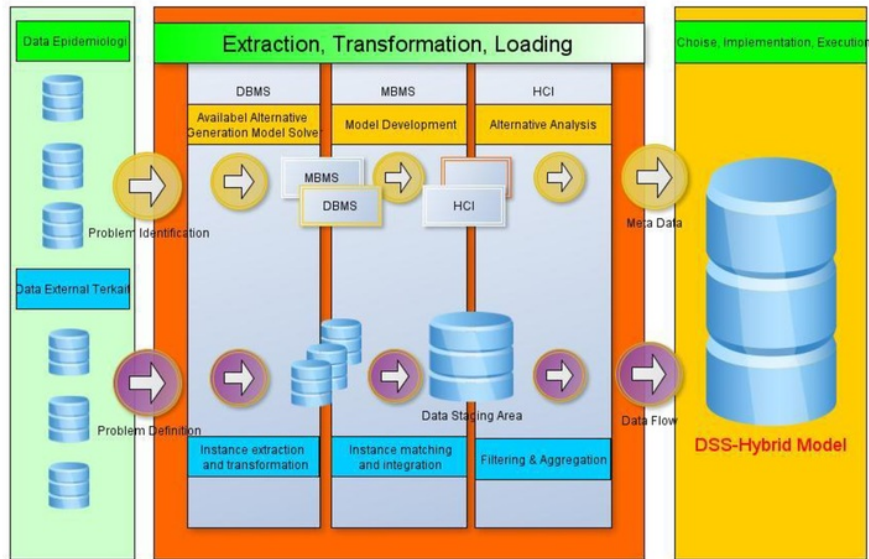 Data Epidemiologi
Extraction, Transformation, Loading
Choise, Implementation, Execution
DBMS
MBMS
HCI
Availabel Alternative
Generation Model Solver
Model Development
Alternative Analysis
MBMS
DBMS
HCI
Problem Identification
Meta Data
Data External Terkait
Data Staging Area
Problem Definition
Data Flow
Instance extraction
and transformation
Instance matching
and integration
Filtering & Aggregation
DSS-Hybrid Model